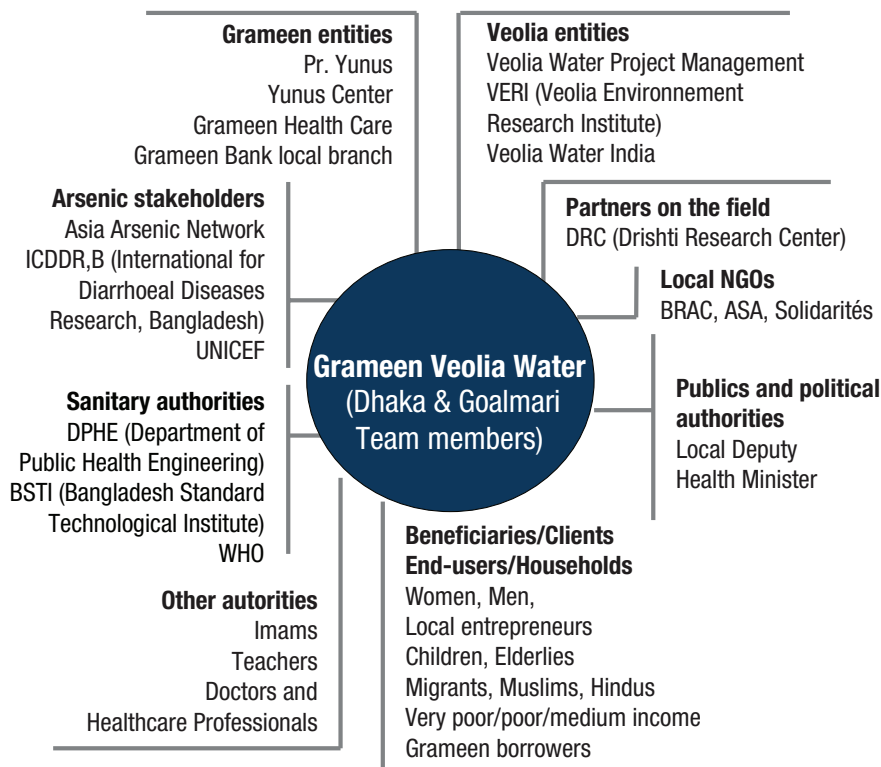 Grameen entities
Pr. Yunus
Yunus Center
Grameen Health Care
Grameen Bank local branch
Veolia entities
Veolia Water Project Management
VERI (Veolia Environnement
Research Institute)
Veolia Water India
Arsenic stakeholders
Asia Arsenic Network
ICDDR,B (International for
Diarrhoeal Diseases
Research, Bangladesh)
UNICEF
Partners on the field
DRC (Drishti Research Center)
Local NGOs
BRAC, ASA, Solidarités
Grameen Veolia Water
(Dhaka & Goalmari
Team members)
Sanitary authorities
DPHE (Department of
Public Health Engineering)
BSTI (Bangladesh Standard
Technological Institute)
WHO
Publics and political
authorities
Local Deputy
Health Minister
Other autorities
Imams
Teachers
Doctors and
Healthcare Professionals
Beneficiaries/Clients
End-users/Households
Women, Men,
Local entrepreneurs
Children, Elderlies
Migrants, Muslims, Hindus
Very poor/poor/medium income
Grameen borrowers